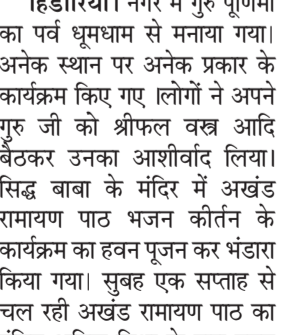 हिंडोरिया। नगर में गुरु पूर्णिमा
का पर्व धूमधाम से मनाया गया।
अनेक स्थान पर अनेक प्रकार के
कार्यक्रम किए गए ।लोगों ने अपने
गुरु जी को श्रीफल वस्त्र आदि
बैठकर उनका आशीर्वाद लिया।
सिद्ध बाबा के मंदिर में अखंड
रामायण पाठ भजन कीर्तन के
कार्यक्रम का हवन पूजन कर भंडारा
किया गया। सुबह एक सप्ताह से
चल रही अखंड रामायण पाठ का